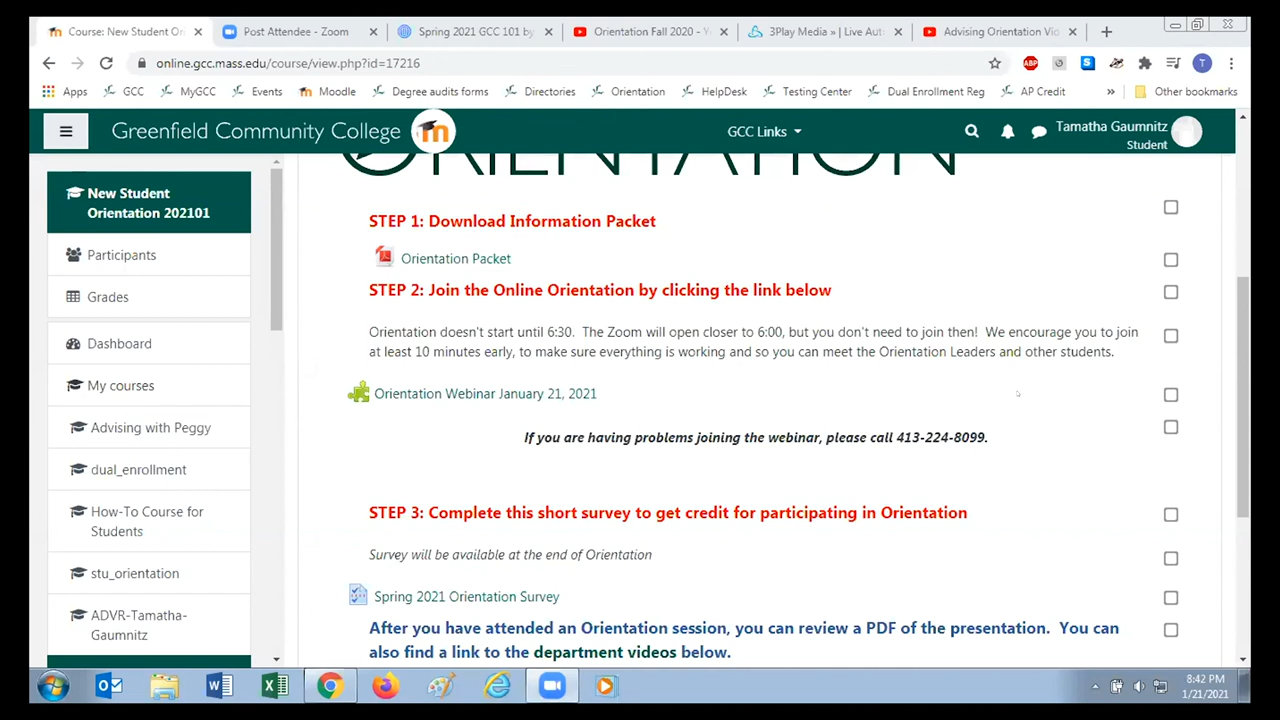 Course: New Student Or
Post Attendee - Zoom
Spring 2021 GCC 101 by
Orientation Fall 2020 - Y
3Play Media » | Live Aut
Advising Orientation Vid
online.gcc.mass.edu/course/view.php?id=17216
ABP
S
T
Apps
GCC
MyGCC
Events
Moodle
Degree audits forms
Directories
Orientation
HelpDesk
Testing Center
Dual Enrollment Reg
AP Credit
»
Other bookmarks
Greenfield Community College
GCC Links
Tamatha Gaumnitz
Student
ORIENTATION
New Student
Orientation 202101
Participants
Grades
Dashboard
My courses
Advising with Peggy
dual_enrollment
How-To Course for
Students
stu_orientation
ADVR-Tamatha-
Gaumnitz
STEP 1: Download Information Packet
Orientation Packet
STEP 2: Join the Online Orientation by clicking the link below
Orientation doesn't start until 6:30. The Zoom will open closer to 6:00, but you don't need to join then! We encourage you to join
at least 10 minutes early, to make sure everything is working and so you can meet the Orientation Leaders and other students.
Orientation Webinar January 21, 2021
If you are having problems joining the webinar, please call 413-224-8099.
STEP 3: Complete this short survey to get credit for participating in Orientation
Survey will be available at the end of Orientation
Spring 2021 Orientation Survey
After you have attended an Orientation session, you can review a PDF of the presentation. You can
also find a link to the department videos below.
8:42 PM
1/21/2021